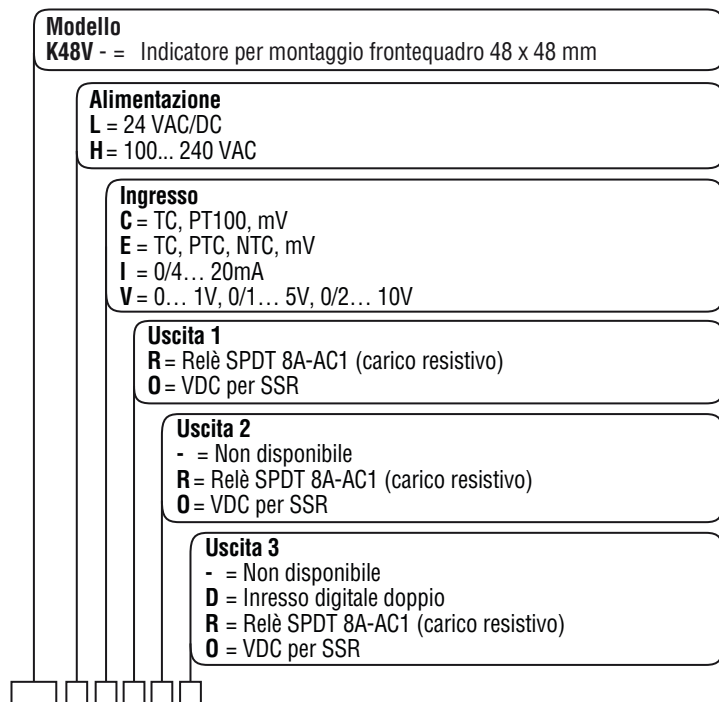 Modello
K48V - = Indicatore per montaggio frontequadro 48 x 48 mm
Alimentazione
L = 24 VAC/DC
H = 100... 240 VAC
Ingresso
C = TC, PT100, mV
E = TC, PTC, NTC, mV
I = 0/4… 20mA
V = 0… 1V, 0/1… 5V, 0/2… 10V
Uscita 1
R = Relè SPDT 8A-AC1 (carico resistivo)
O = VDC per SSR
Uscita 2
- = Non disponibile
R = Relè SPDT 8A-AC1 (carico resistivo)
O = VDC per SSR
Uscita 3
- = Non disponibile
D = Inresso digitale doppio
R = Relè SPDT 8A-AC1 (carico resistivo)
O = VDC per SSR